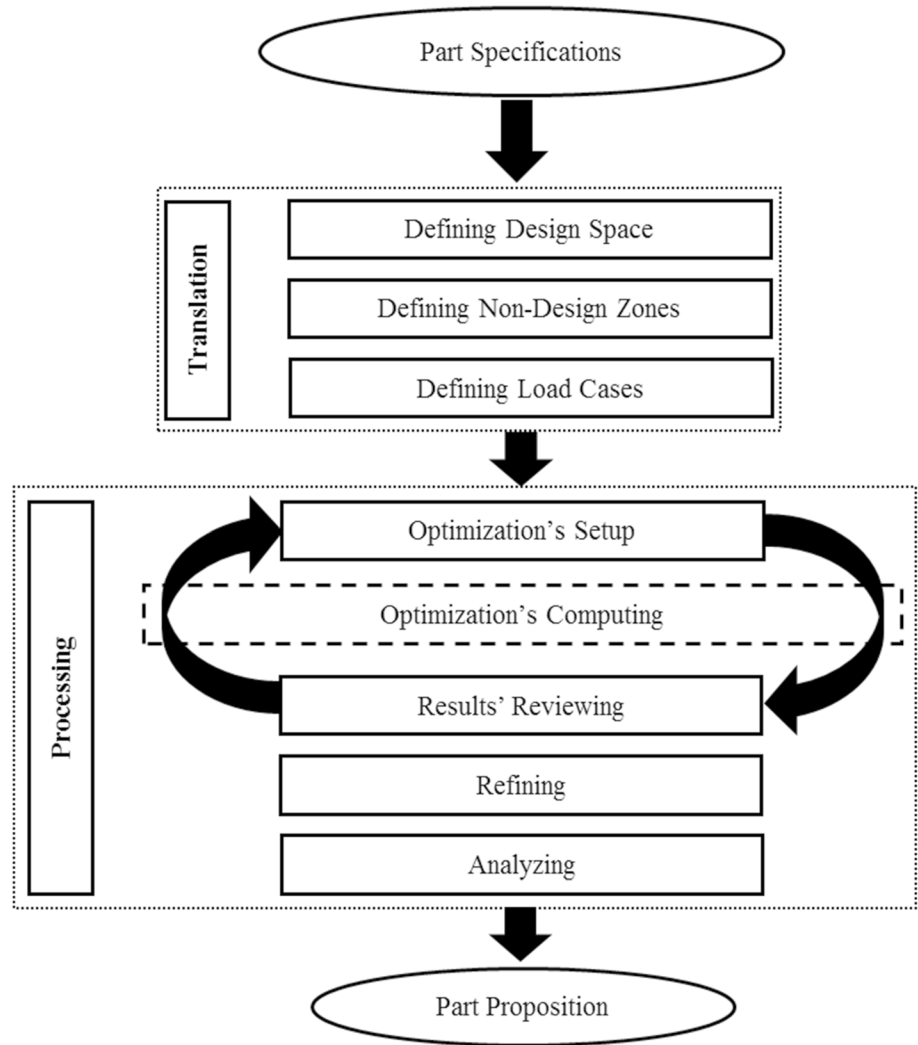 Part Specifications
Translation
Defining Design Space
Defining Non-Design Zones
Defining Load Cases
Processing
Optimization’s Setup
Optimization’s Computing
Results’ Reviewing
Refining
Analyzing
Part Proposition